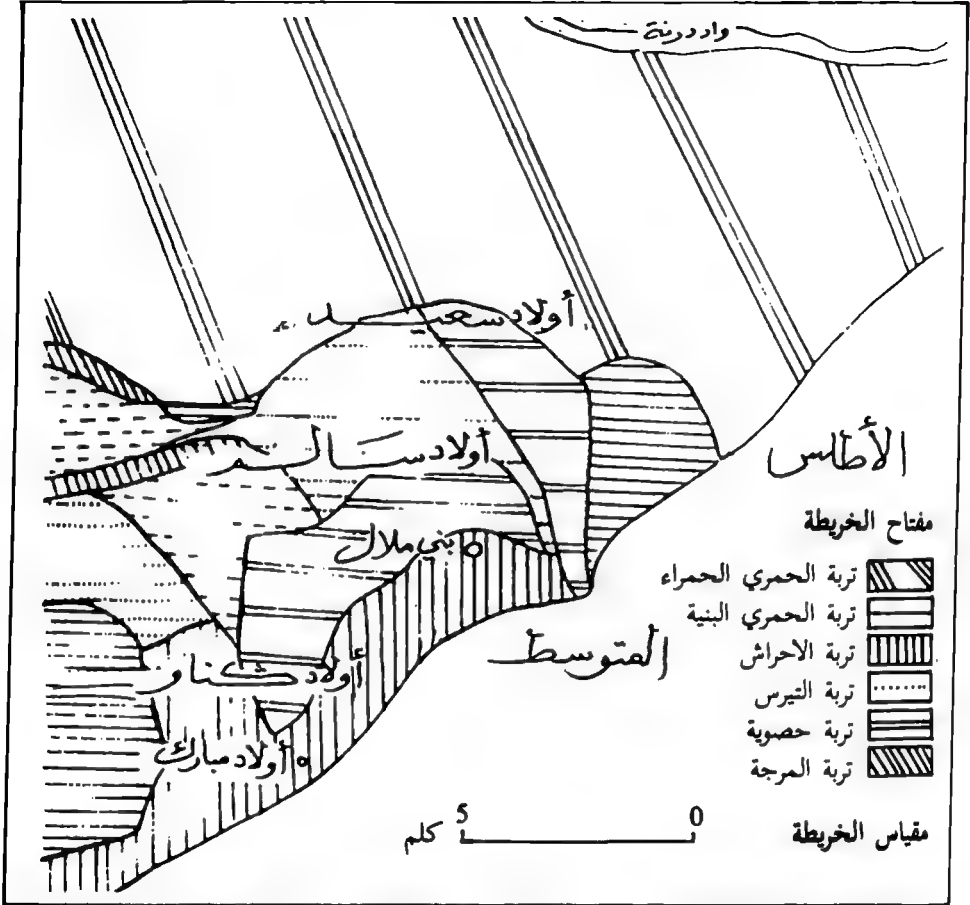 واد درنة
أولاد سعيد
أولاد سالم
الأطلس
مفتاح الخريطة
بني ملال
تربة الحمري الحمراء
تربة الحمري البنية
تربة الاحراش
المتوسط
أولاد گناو
تربة التيرس
تربة حصوية
أولاد مبارك
تربة المرجة
5
0
كلم
مقياس الخريطة